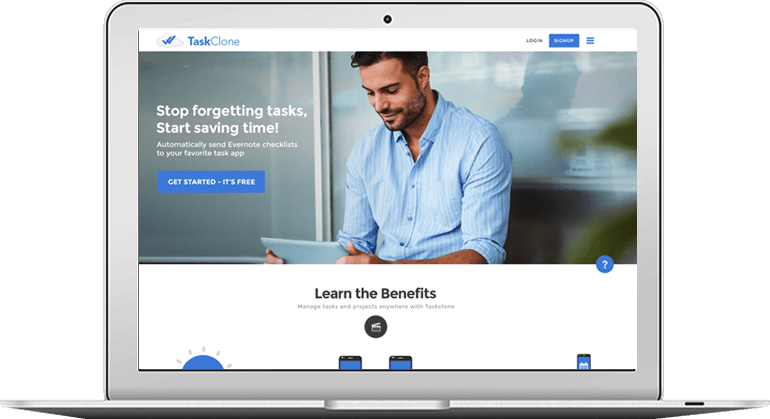 TaskClone
LOGIN
SIGNUP
Stop forgetting tasks,
Start saving time!
Automatically send Evernote checklists
to your favorite task app
GET STARTED - IT'S FREE
?
Learn the Benefits
Manage tasks and projects anywhere with Taskclone